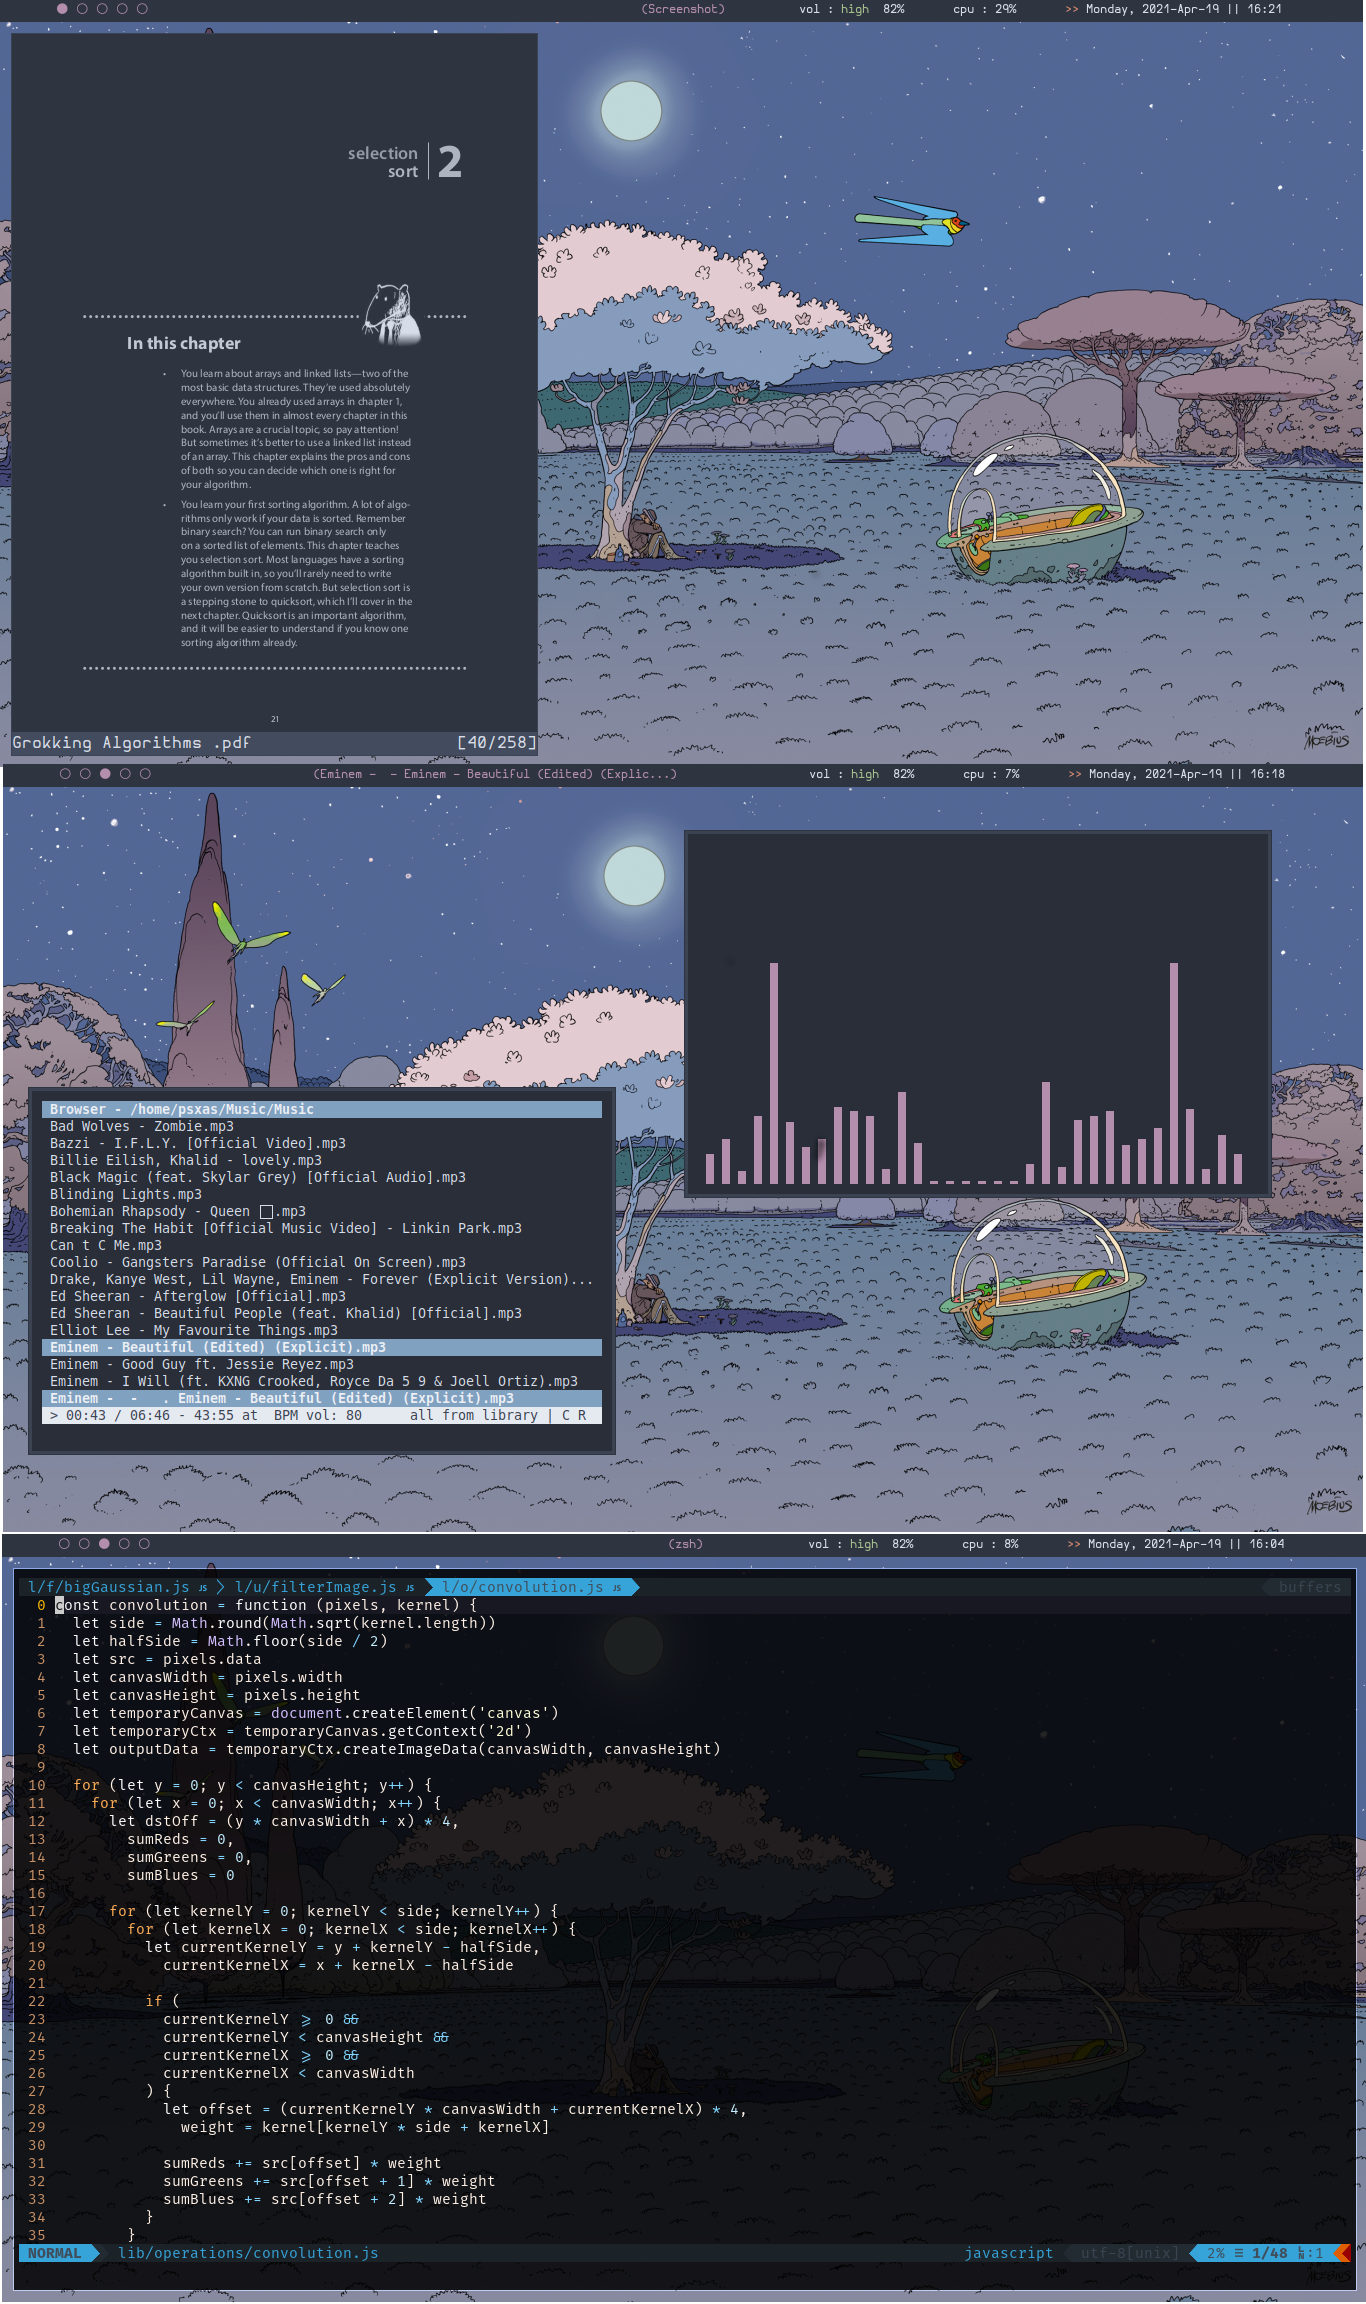 (Screenshot) vol : high 82% cpu : 29% >> Monday, 2021-Apr-19 || 16:21
selection
sort
2
In this chapter
• You learn about arrays and linked lists—two of the
most basic data structures. They're used absolutely
everywhere. You already used arrays in chapter 1,
and you'll use them in almost every chapter in this
book. Arrays are a crucial topic, so pay attention!
But sometimes it's better to use a linked list instead
of an array. This chapter explains the pros and cons
of both so you can decide which one is right for
your algorithm.
• You learn your first sorting algorithm. A lot of algo-
rithms only work if your data is sorted. Remember
binary search? You can run binary search only
on a sorted list of elements. This chapter teaches
you selection sort. Most languages have a sorting
algorithm built in, so you'll rarely need to write
your own version from scratch. But selection sort is
a stepping stone to quicksort, which I'll cover in the
next chapter. Quicksort is an important algorithm,
and it will be easier to understand if you know one
sorting algorithm already.
21
Grokking Algorithms .pdf [40/258]
MOEBIUS
(Eminem - - Eminem - Beautiful (Edited) (Explic...) vol : high 82% cpu : 7% >> Monday, 2021-Apr-19 || 16:18
Browser - /home/psxas/Music/Music
Bad Wolves - Zombie.mp3
Bazzi - I.F.L.Y. [Official Video].mp3
Billie Eilish, Khalid - lovely.mp3
Black Magic (feat. Skylar Grey) [Official Audio].mp3
Blinding Lights.mp3
Bohemian Rhapsody - Queen □.mp3
Breaking The Habit [Official Music Video] - Linkin Park.mp3
Can t C Me.mp3
Coolio - Gangsters Paradise (Official On Screen).mp3
Drake, Kanye West, Lil Wayne, Eminem - Forever (Explicit Version)...
Ed Sheeran - Afterglow [Official].mp3
Ed Sheeran - Beautiful People (feat. Khalid) [Official].mp3
Elliot Lee - My Favourite Things.mp3
Eminem - Beautiful (Edited) (Explicit).mp3
Eminem - Good Guy ft. Jessie Reyez.mp3
Eminem - I Will (ft. KXNG Crooked, Royce Da 5 9 & Joell Ortiz).mp3
Eminem - - . Eminem - Beautiful (Edited) (Explicit).mp3
> 00:43 / 06:46 - 43:55 at BPM vol: 80 all from library | C R
MOEBIUS
(zsh) vol : high 82% cpu : 8% >> Monday, 2021-Apr-19 || 16:04
l/f/bigGaussian.js JS l/u/filterImage.js JS l/o/convolution.js JS buffers
0 const convolution = function (pixels, kernel) {
1 let side = Math.round(Math.sqrt(kernel.length))
2 let halfSide = Math.floor(side / 2)
3 let src = pixels.data
4 let canvasWidth = pixels.width
5 let canvasHeight = pixels.height
6 let temporaryCanvas = document.createElement('canvas')
7 let temporaryCtx = temporaryCanvas.getContext('2d')
8 let outputData = temporaryCtx.createImageData(canvasWidth, canvasHeight)
9
10 for (let y = 0; y < canvasHeight; y++) {
11 for (let x = 0; x < canvasWidth; x++) {
12 let dstOff = (y * canvasWidth + x) * 4,
13 sumReds = 0,
14 sumGreens = 0,
15 sumBlues = 0
16
17 for (let kernelY = 0; kernelY < side; kernelY++) {
18 for (let kernelX = 0; kernelX < side; kernelX++) {
19 let currentKernelY = y + kernelY - halfSide,
20 currentKernelX = x + kernelX - halfSide
21
22 if (
23 currentKernelY >= 0 &&
24 currentKernelY < canvasHeight &&
25 currentKernelX >= 0 &&
26 currentKernelX < canvasWidth
27 ) {
28 let offset = (currentKernelY * canvasWidth + currentKernelX) * 4,
29 weight = kernel[kernelY * side + kernelX]
30
31 sumReds += src[offset] * weight
32 sumGreens += src[offset + 1] * weight
33 sumBlues += src[offset + 2] * weight
34 }
35 }
NORMAL lib/operations/convolution.js javascript utf-8[unix] 2% ≡ 1/48 :1